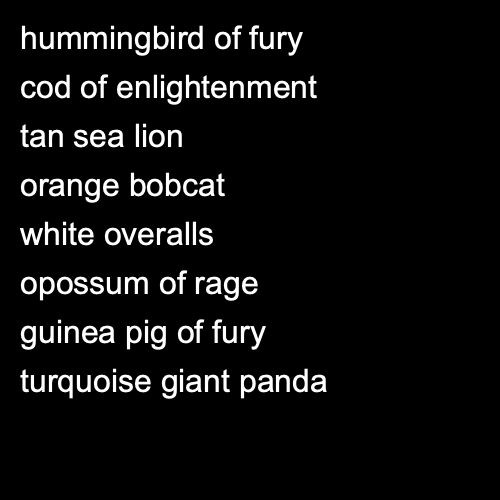 hummingbird of fury
cod of enlightenment
tan sea lion
orange bobcat
white overalls
opossum of rage
guinea pig of fury
turquoise giant panda